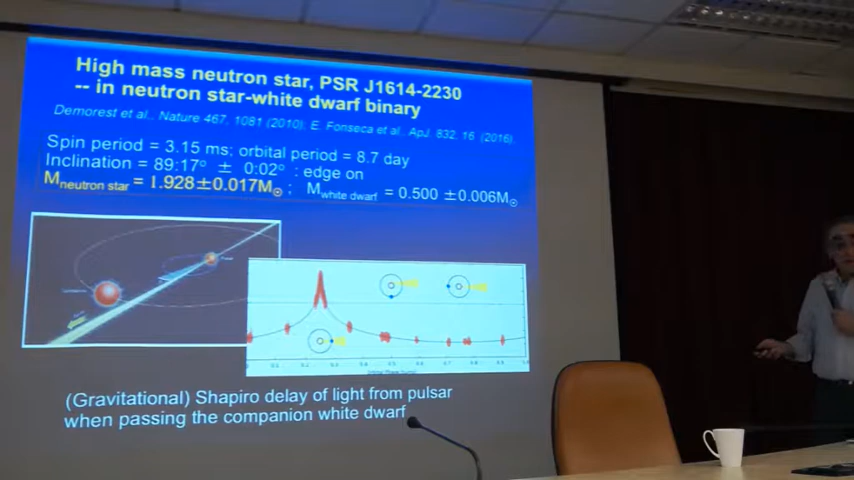 High mass neutron star, PSR J1614-2230
-- in neutron star-white dwarf binary
Demorest et al., Nature 467, 1081 (2010); E. Fonseca et al., ApJ. 832, 16 (2016).
Spin period = 3.15 ms; orbital period = 8.7 day
Inclination = 89:17° ± 0:02° : edge on
Mneutron star = 1.928±0.017M☉ ; Mwhite dwarf = 0.500 ±0.006M☉
(Gravitational) Shapiro delay of light from pulsar
when passing the companion white dwarf